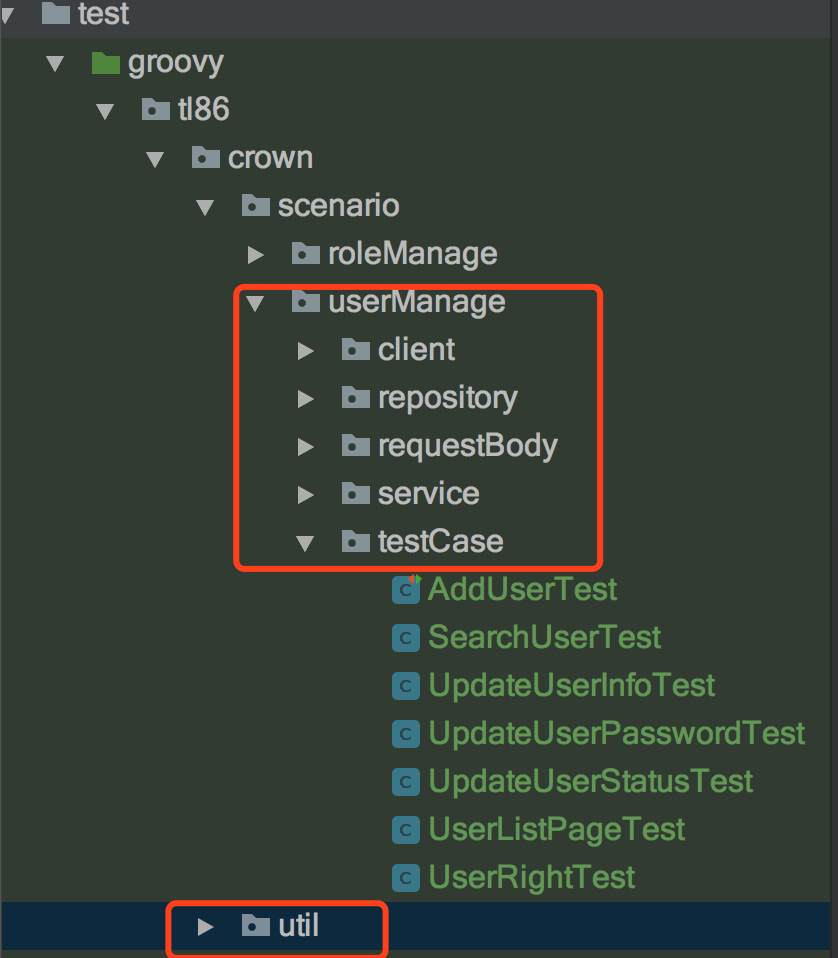 test
groovy
tl86
crown
scenario
roleManage
userManage
client
repository
requestBody
service
testCase
AddUserTest
SearchUserTest
UpdateUserInfoTest
UpdateUserPasswordTest
UpdateUserStatusTest
UserListPageTest
UserRightTest
util